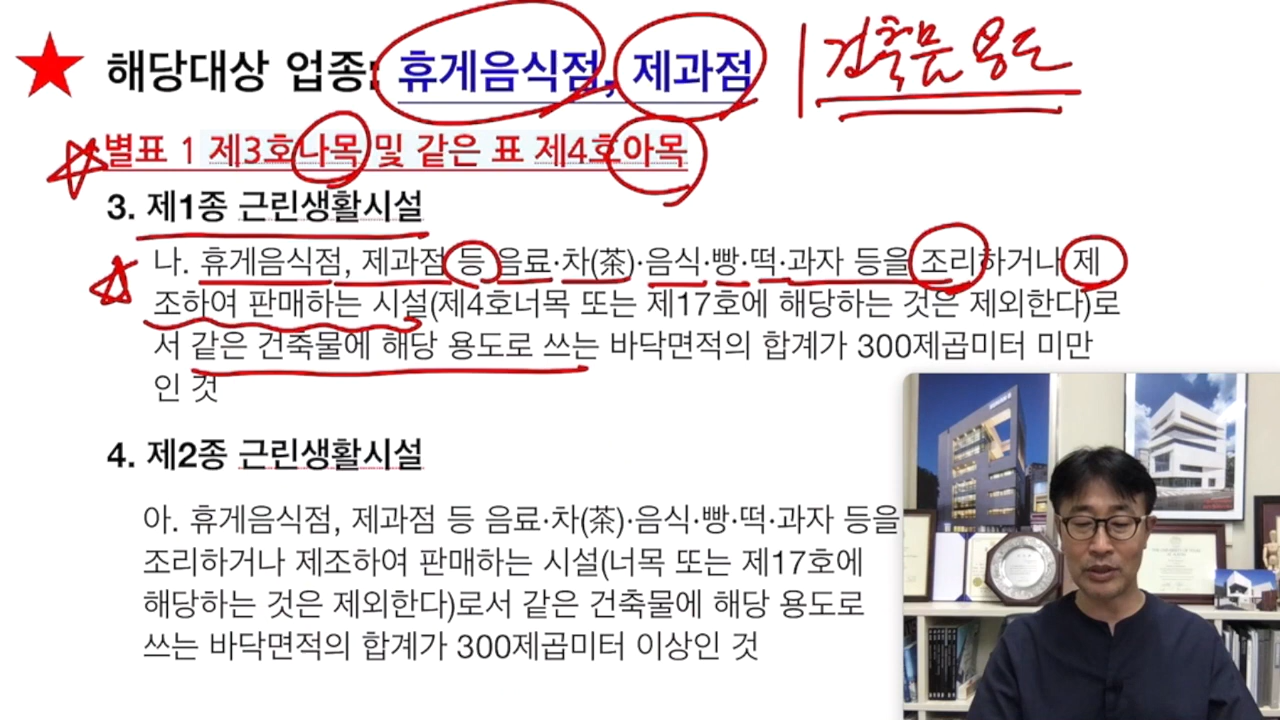 해당대상 업종: 휴게음식점, 제과점 건축물 용도
별표 1 제3호나목 및 같은 표 제4호아목
3. 제1종 근린생활시설
나. 휴게음식점, 제과점 등 음료·차(茶)·음식·빵·떡·과자 등을 조리하거나 제
조하여 판매하는 시설(제4호너목 또는 제17호에 해당하는 것은 제외한다)로
서 같은 건축물에 해당 용도로 쓰는 바닥면적의 합계가 300제곱미터 미만
인 것
4. 제2종 근린생활시설
아. 휴게음식점, 제과점 등 음료·차(茶)·음식·빵·떡·과자 등을
조리하거나 제조하여 판매하는 시설(너목 또는 제17호에
해당하는 것은 제외한다)로서 같은 건축물에 해당 용도로
쓰는 바닥면적의 합계가 300제곱미터 이상인 것